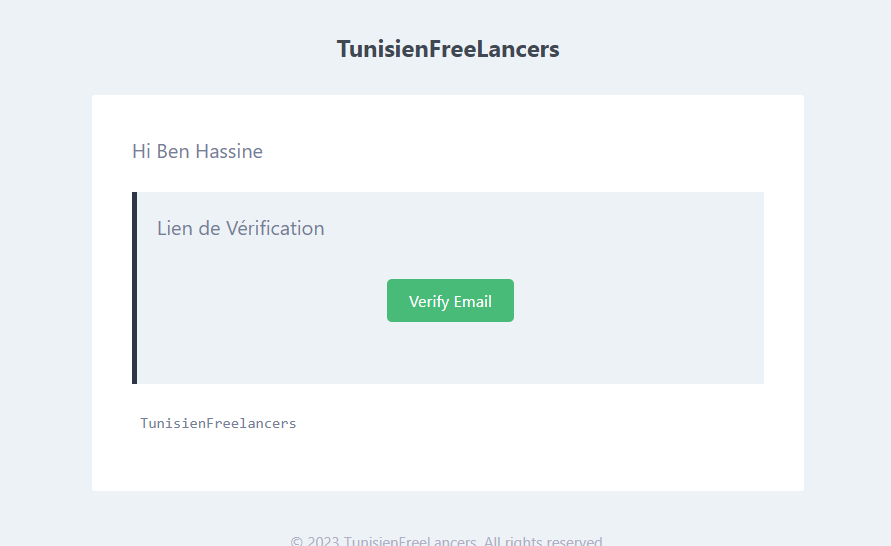 TunisienFreeLancers
Hi Ben Hassine
Lien de Vérification
Verify Email
TunisienFreelancers
© 2023 TunisienFreeLancers. All rights reserved.